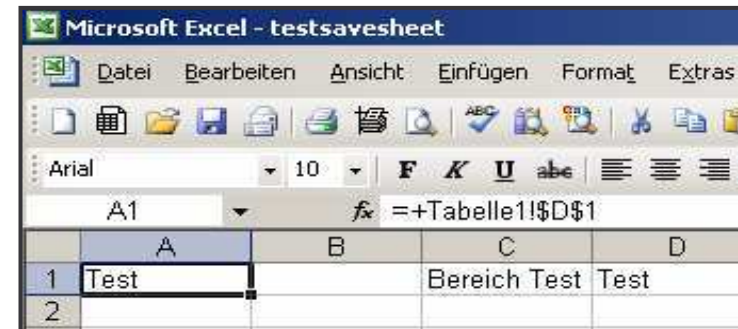 Microsoft Excel - testsavesheet
Datei Bearbeiten Ansicht Einfügen Format Extras
ABC
Arial 10 F K U abc
A1 fx =+Tabelle1!$D$1
A B C D
1 Test Bereich Test Test
2